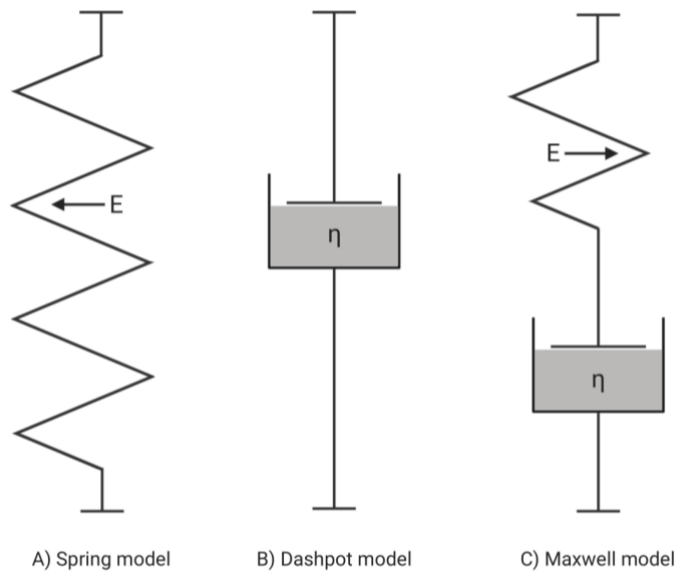 E
E
η
η
A) Spring model
B) Dashpot model
C) Maxwell model